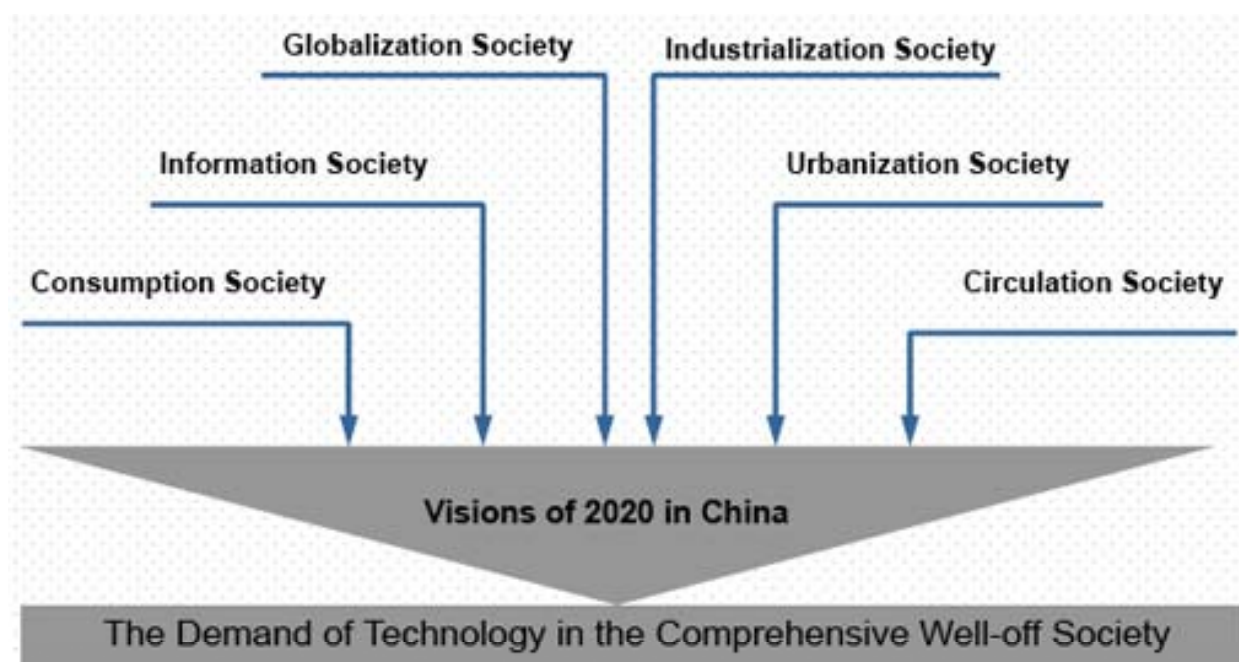 Globalization Society
Industrialization Society
Information Society
Urbanization Society
Consumption Society
Circulation Society
Visions of 2020 in China
The Demand of Technology in the Comprehensive Well-off Society